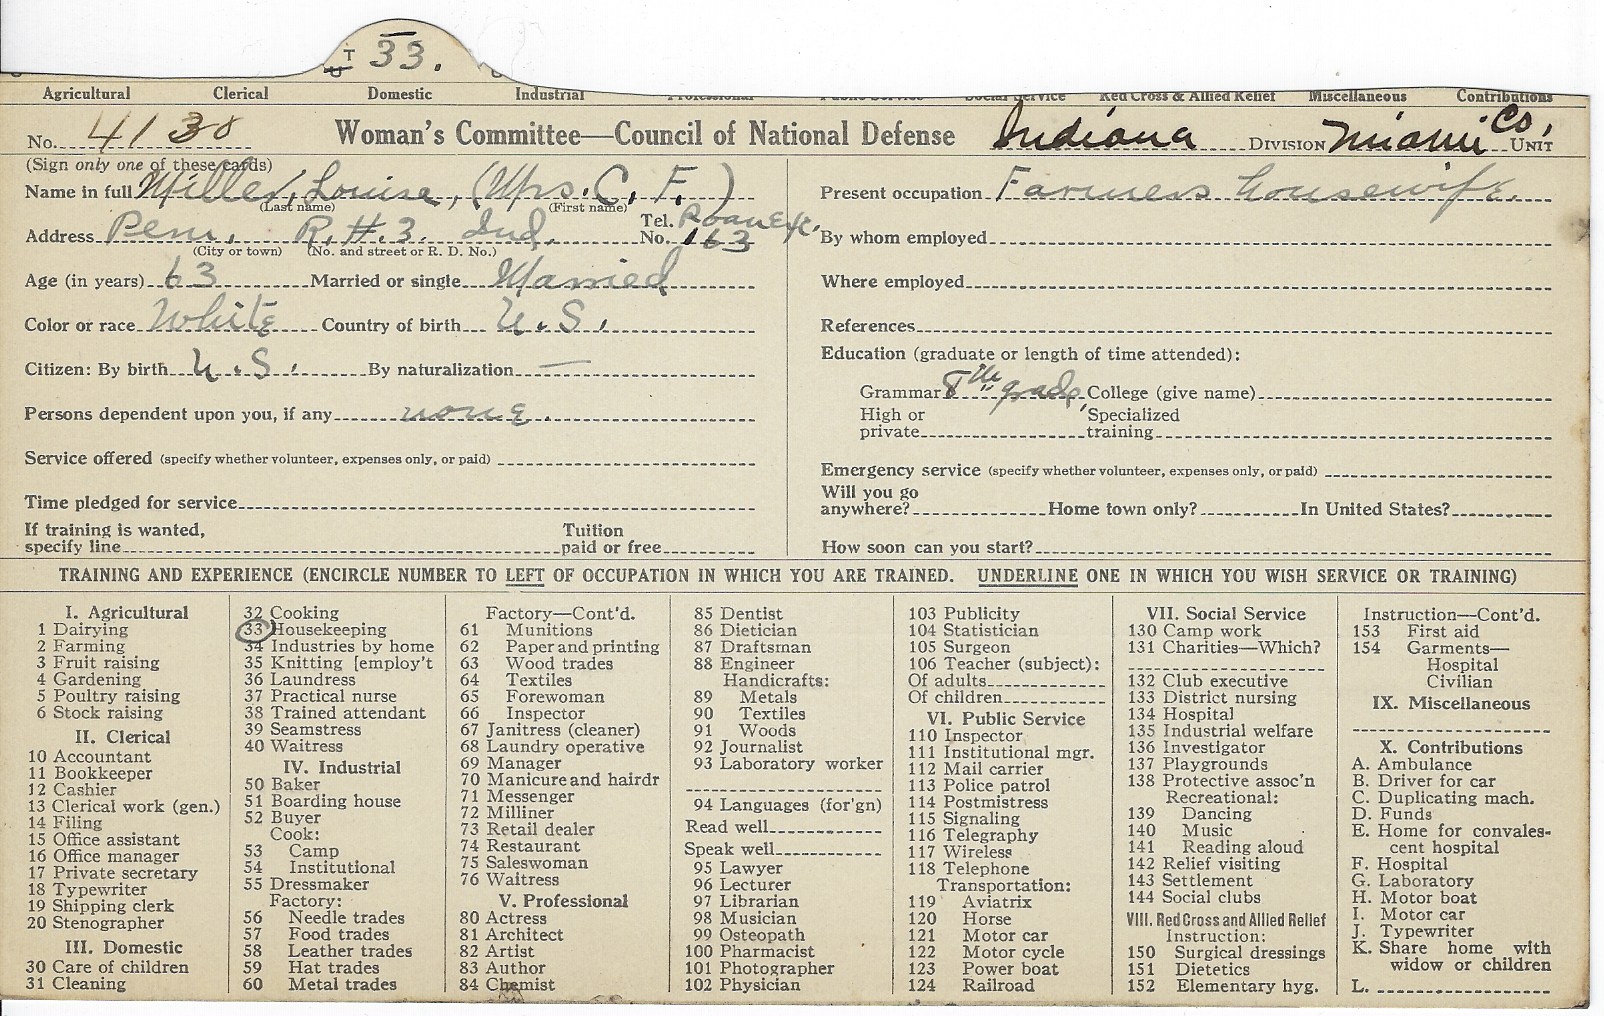 T 33.
Agricultural Clerical Domestic Industrial Professional Public Service Social Service Red Cross & Allied Relief Miscellaneous Contributions
No. 4130 Woman's Committee—Council of National Defense Indiana DIVISION Miami Co. UNIT
(Sign only one of these cards)
Name in full Miller, Louise, (Mrs. C. F.)
(Last name) (First name)
Address Peru, R.#.3. Ind. Tel. No. Roann Ex. 163
(City or town) (No. and street or R. D. No.)
Age (in years) 63 Married or single Married
Color or race White Country of birth U.S.
Citizen: By birth U.S. By naturalization —
Persons dependent upon you, if any none.
Service offered (specify whether volunteer, expenses only, or paid)
Time pledged for service
If training is wanted, specify line Tuition paid or free
Present occupation Farmers housewife.
By whom employed
Where employed
References
Education (graduate or length of time attended):
Grammar 8th grade, College (give name)
High or private Specialized training
Emergency service (specify whether volunteer, expenses only, or paid)
Will you go anywhere? Home town only? In United States?
How soon can you start?
TRAINING AND EXPERIENCE (ENCIRCLE NUMBER TO LEFT OF OCCUPATION IN WHICH YOU ARE TRAINED. UNDERLINE ONE IN WHICH YOU WISH SERVICE OR TRAINING)
I. Agricultural
1 Dairying
2 Farming
3 Fruit raising
4 Gardening
5 Poultry raising
6 Stock raising
II. Clerical
10 Accountant
11 Bookkeeper
12 Cashier
13 Clerical work (gen.)
14 Filing
15 Office assistant
16 Office manager
17 Private secretary
18 Typewriter
19 Shipping clerk
20 Stenographer
III. Domestic
30 Care of children
31 Cleaning
32 Cooking
33 Housekeeping
34 Industries by home
35 Knitting [employ't
36 Laundress
37 Practical nurse
38 Trained attendant
39 Seamstress
40 Waitress
IV. Industrial
50 Baker
51 Boarding house
52 Buyer
Cook:
53 Camp
54 Institutional
55 Dressmaker
Factory:
56 Needle trades
57 Food trades
58 Leather trades
59 Hat trades
60 Metal trades
Factory—Cont'd.
61 Munitions
62 Paper and printing
63 Wood trades
64 Textiles
65 Forewoman
66 Inspector
67 Janitress (cleaner)
68 Laundry operative
69 Manager
70 Manicure and hairdr
71 Messenger
72 Milliner
73 Retail dealer
74 Restaurant
75 Saleswoman
76 Waitress
V. Professional
80 Actress
81 Architect
82 Artist
83 Author
84 Chemist
85 Dentist
86 Dietician
87 Draftsman
88 Engineer
Handicrafts:
89 Metals
90 Textiles
91 Woods
92 Journalist
93 Laboratory worker
94 Languages (for'gn)
Read well
Speak well
95 Lawyer
96 Lecturer
97 Librarian
98 Musician
99 Osteopath
100 Pharmacist
101 Photographer
102 Physician
103 Publicity
104 Statistician
105 Surgeon
106 Teacher (subject):
Of adults
Of children
VI. Public Service
110 Inspector
111 Institutional mgr.
112 Mail carrier
113 Police patrol
114 Postmistress
115 Signaling
116 Telegraphy
117 Wireless
118 Telephone
Transportation:
119 Aviatrix
120 Horse
121 Motor car
122 Motor cycle
123 Power boat
124 Railroad
VII. Social Service
130 Camp work
131 Charities—Which?
132 Club executive
133 District nursing
134 Hospital
135 Industrial welfare
136 Investigator
137 Playgrounds
138 Protective assoc'n
Recreational:
139 Dancing
140 Music
141 Reading aloud
142 Relief visiting
143 Settlement
144 Social clubs
VIII. Red Cross and Allied Relief
Instruction:
150 Surgical dressings
151 Dietetics
152 Elementary hyg.
Instruction—Cont'd.
153 First aid
154 Garments—
Hospital
Civilian
IX. Miscellaneous
X. Contributions
A. Ambulance
B. Driver for car
C. Duplicating mach.
D. Funds
E. Home for convales-
cent hospital
F. Hospital
G. Laboratory
H. Motor boat
I. Motor car
J. Typewriter
K. Share home with
widow or children
L.